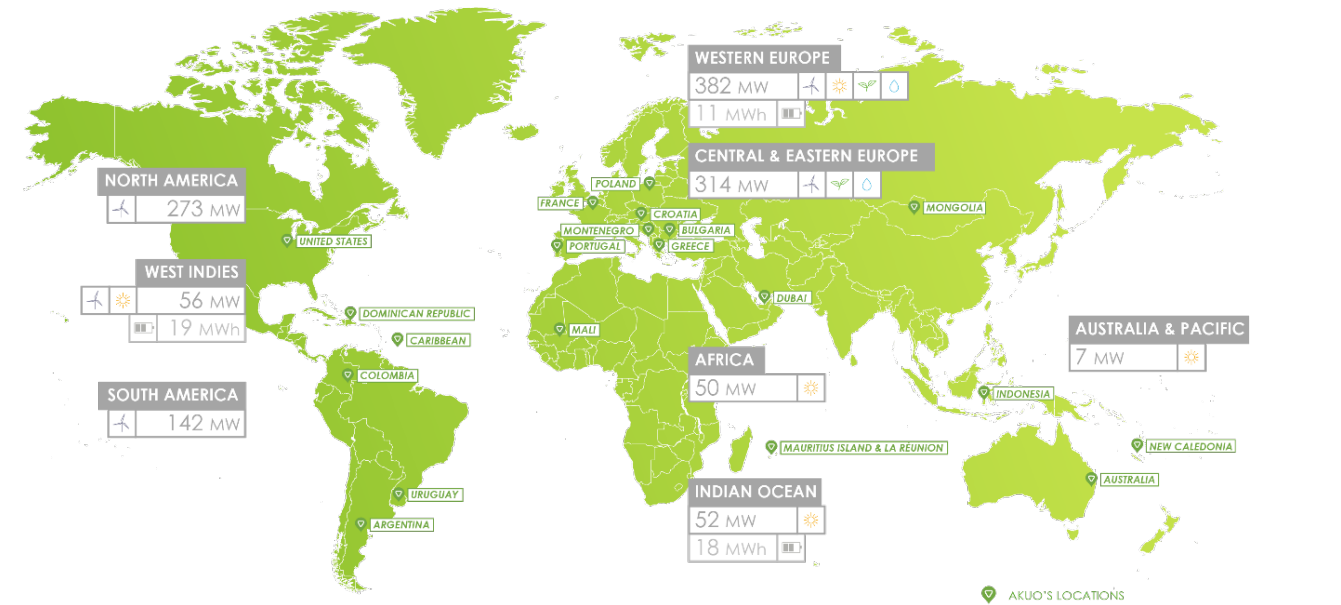 WESTERN EUROPE
382 MW
11 MWh
CENTRAL & EASTERN EUROPE
314 MW
NORTH AMERICA
273 MW
POLAND
FRANCE
CROATIA
MONGOLIA
MONTENEGRO
BULGARIA
UNITED STATES
PORTUGAL
GREECE
WEST INDIES
56 MW
19 MWh
DUBAI
DOMINICAN REPUBLIC
MALI
CARIBBEAN
AUSTRALIA & PACIFIC
7 MW
AFRICA
50 MW
COLOMBIA
SOUTH AMERICA
142 MW
INDONESIA
MAURITIUS ISLAND & LA RÉUNION
NEW CALEDONIA
AUSTRALIA
INDIAN OCEAN
52 MW
18 MWh
URUGUAY
ARGENTINA
AKUO'S LOCATIONS